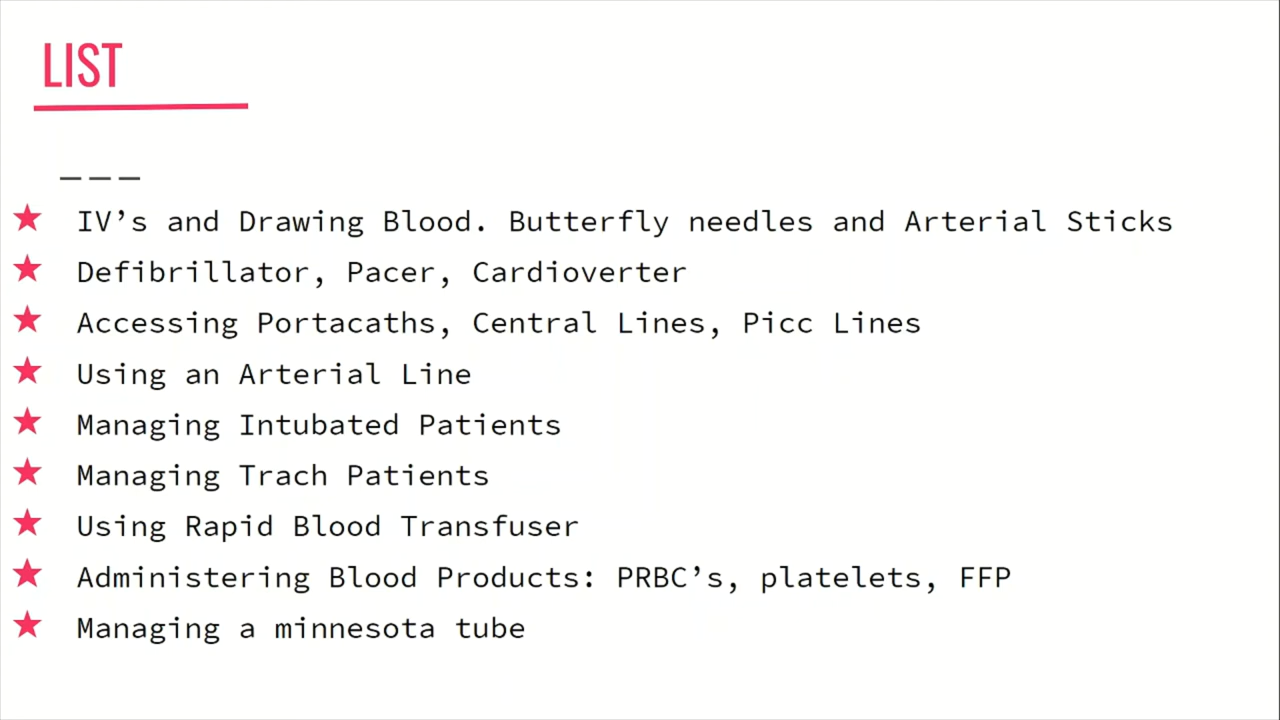 LIST
———
★ IV’s and Drawing Blood. Butterfly needles and Arterial Sticks
★ Defibrillator, Pacer, Cardioverter
★ Accessing Portacaths, Central Lines, Picc Lines
★ Using an Arterial Line
★ Managing Intubated Patients
★ Managing Trach Patients
★ Using Rapid Blood Transfuser
★ Administering Blood Products: PRBC’s, platelets, FFP
★ Managing a minnesota tube